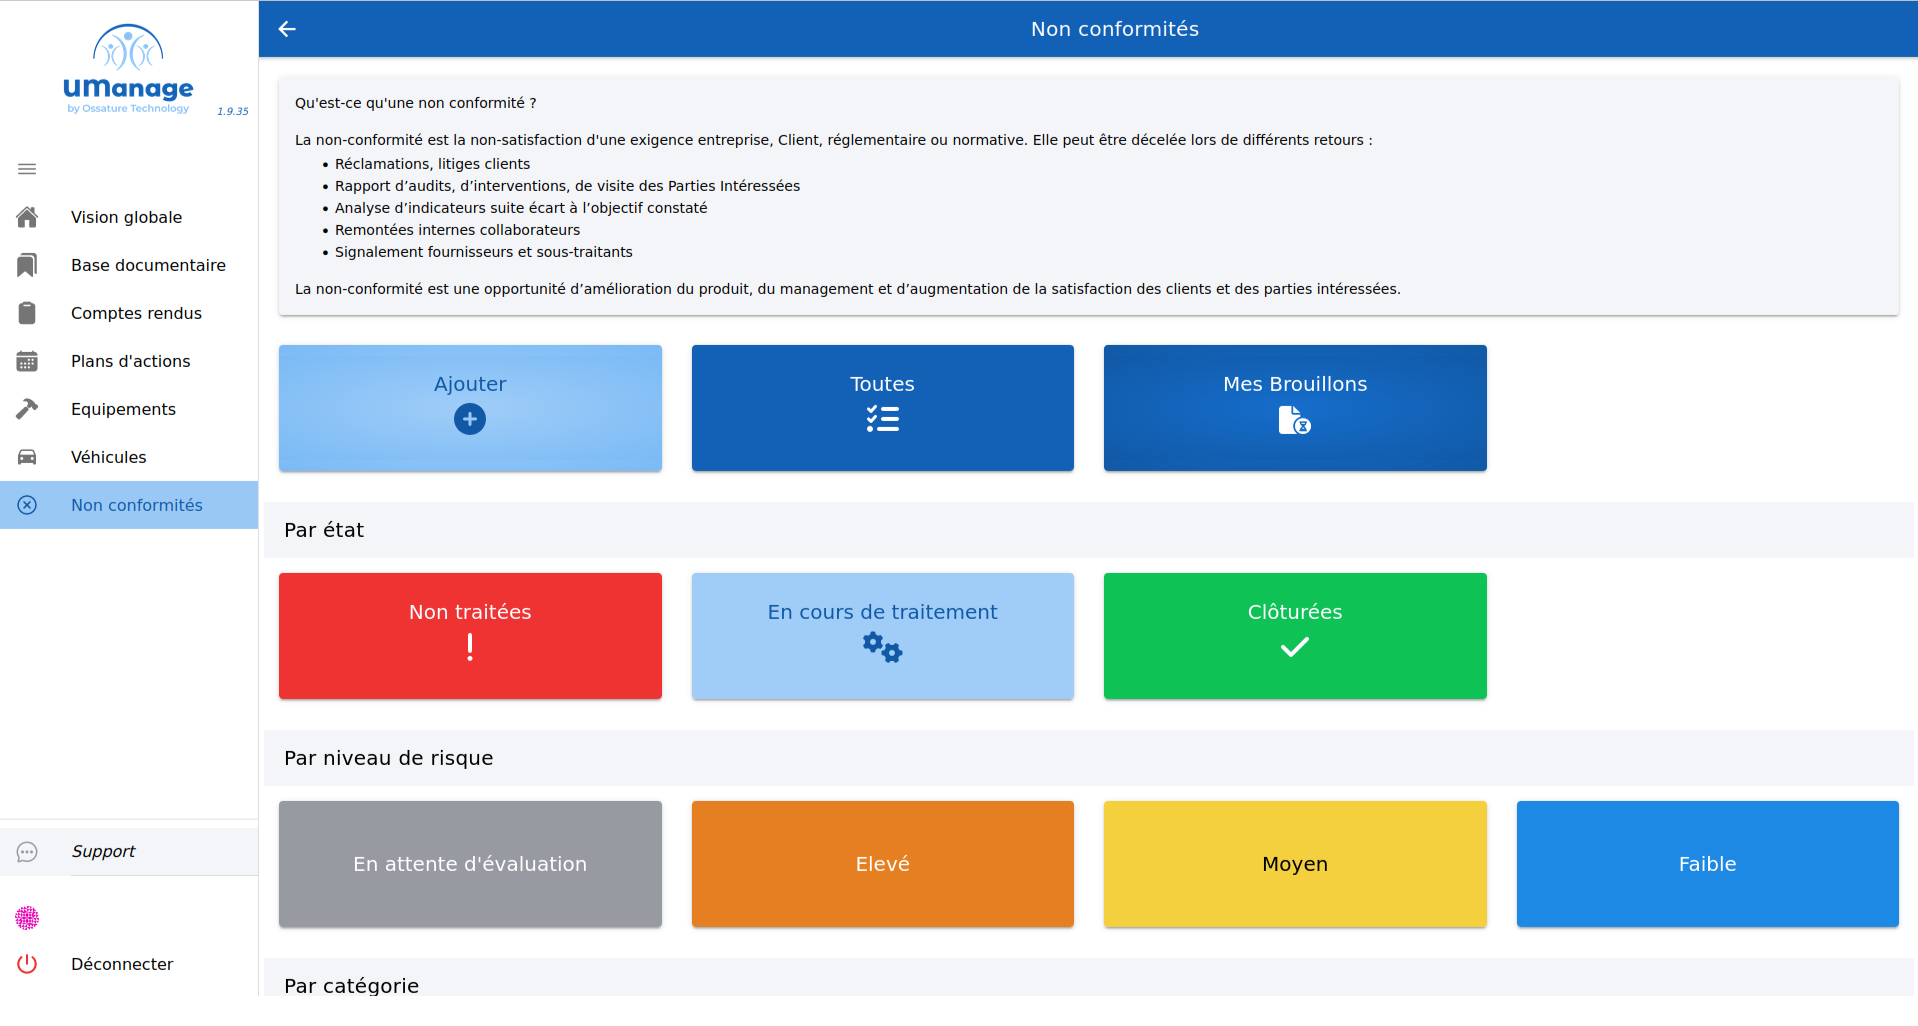 uManage
by Ossature Technology
1.9.35
Vision globale
Base documentaire
Comptes rendus
Plans d'actions
Equipements
Véhicules
Non conformités
Support
Déconnecter
Non conformités
Qu'est-ce qu'une non conformité ?
La non-conformité est la non-satisfaction d'une exigence entreprise, Client, réglementaire ou normative. Elle peut être décelée lors de différents retours :
• Réclamations, litiges clients
• Rapport d’audits, d’interventions, de visite des Parties Intéressées
• Analyse d’indicateurs suite écart à l’objectif constaté
• Remontées internes collaborateurs
• Signalement fournisseurs et sous-traitants
La non-conformité est une opportunité d’amélioration du produit, du management et d’augmentation de la satisfaction des clients et des parties intéressées.
Ajouter
Toutes
Mes Brouillons
Par état
Non traitées
En cours de traitement
Clôturées
Par niveau de risque
En attente d'évaluation
Elevé
Moyen
Faible
Par catégorie